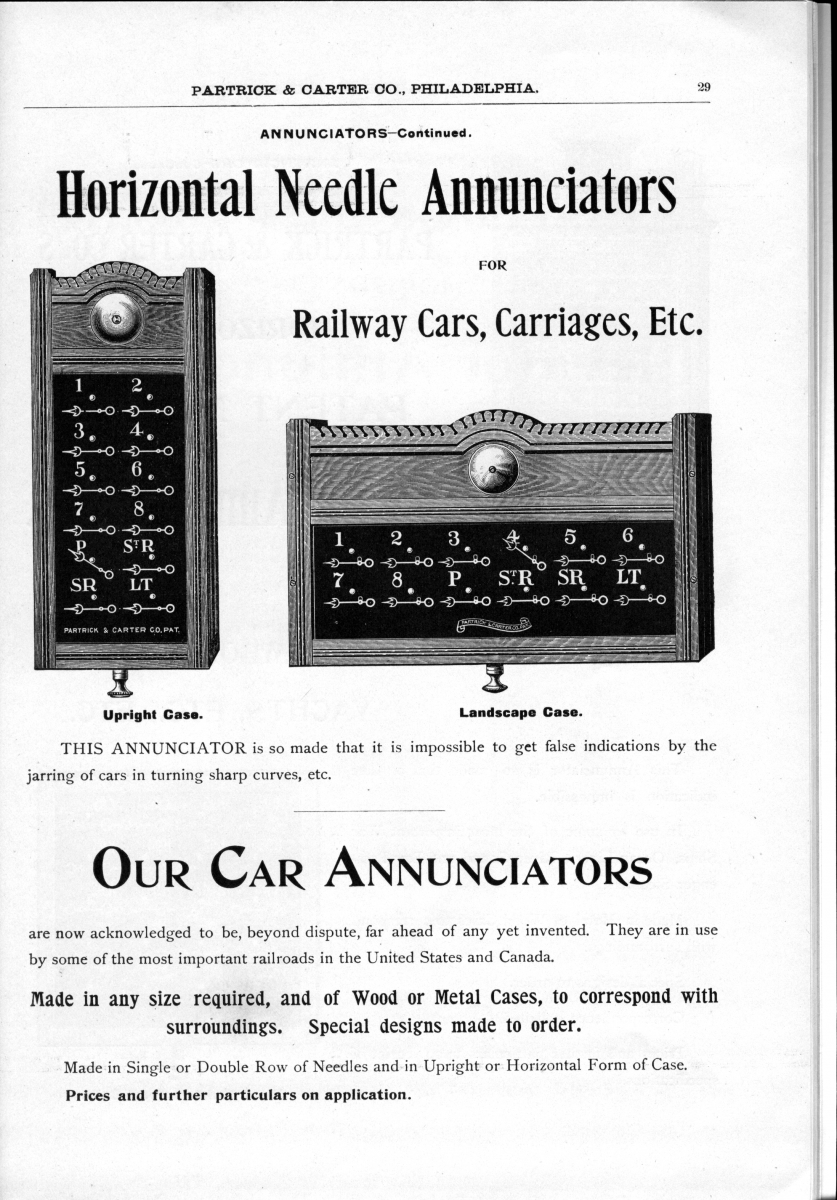 PARTRICK & CARTER CO., PHILADELPHIA.
29
ANNUNCIATORS—Continued.
Horizontal Needle Annunciators
FOR
Railway Cars, Carriages, Etc.
1 2
3 4
5 6
7 8
P STR
SR LT
PARTRICK & CARTER CO. PAT.
Upright Case.
1 2 3 4 5 6
7 8 P ST.R SR LT
PARTRICK & CARTER CO. PAT.
Landscape Case.
THIS ANNUNCIATOR is so made that it is impossible to get false indications by the
jarring of cars in turning sharp curves, etc.
OUR CAR ANNUNCIATORS
are now acknowledged to be, beyond dispute, far ahead of any yet invented. They are in use
by some of the most important railroads in the United States and Canada.
Made in any size required, and of Wood or Metal Cases, to correspond with
surroundings. Special designs made to order.
Made in Single or Double Row of Needles and in Upright or Horizontal Form of Case.
Prices and further particulars on application.